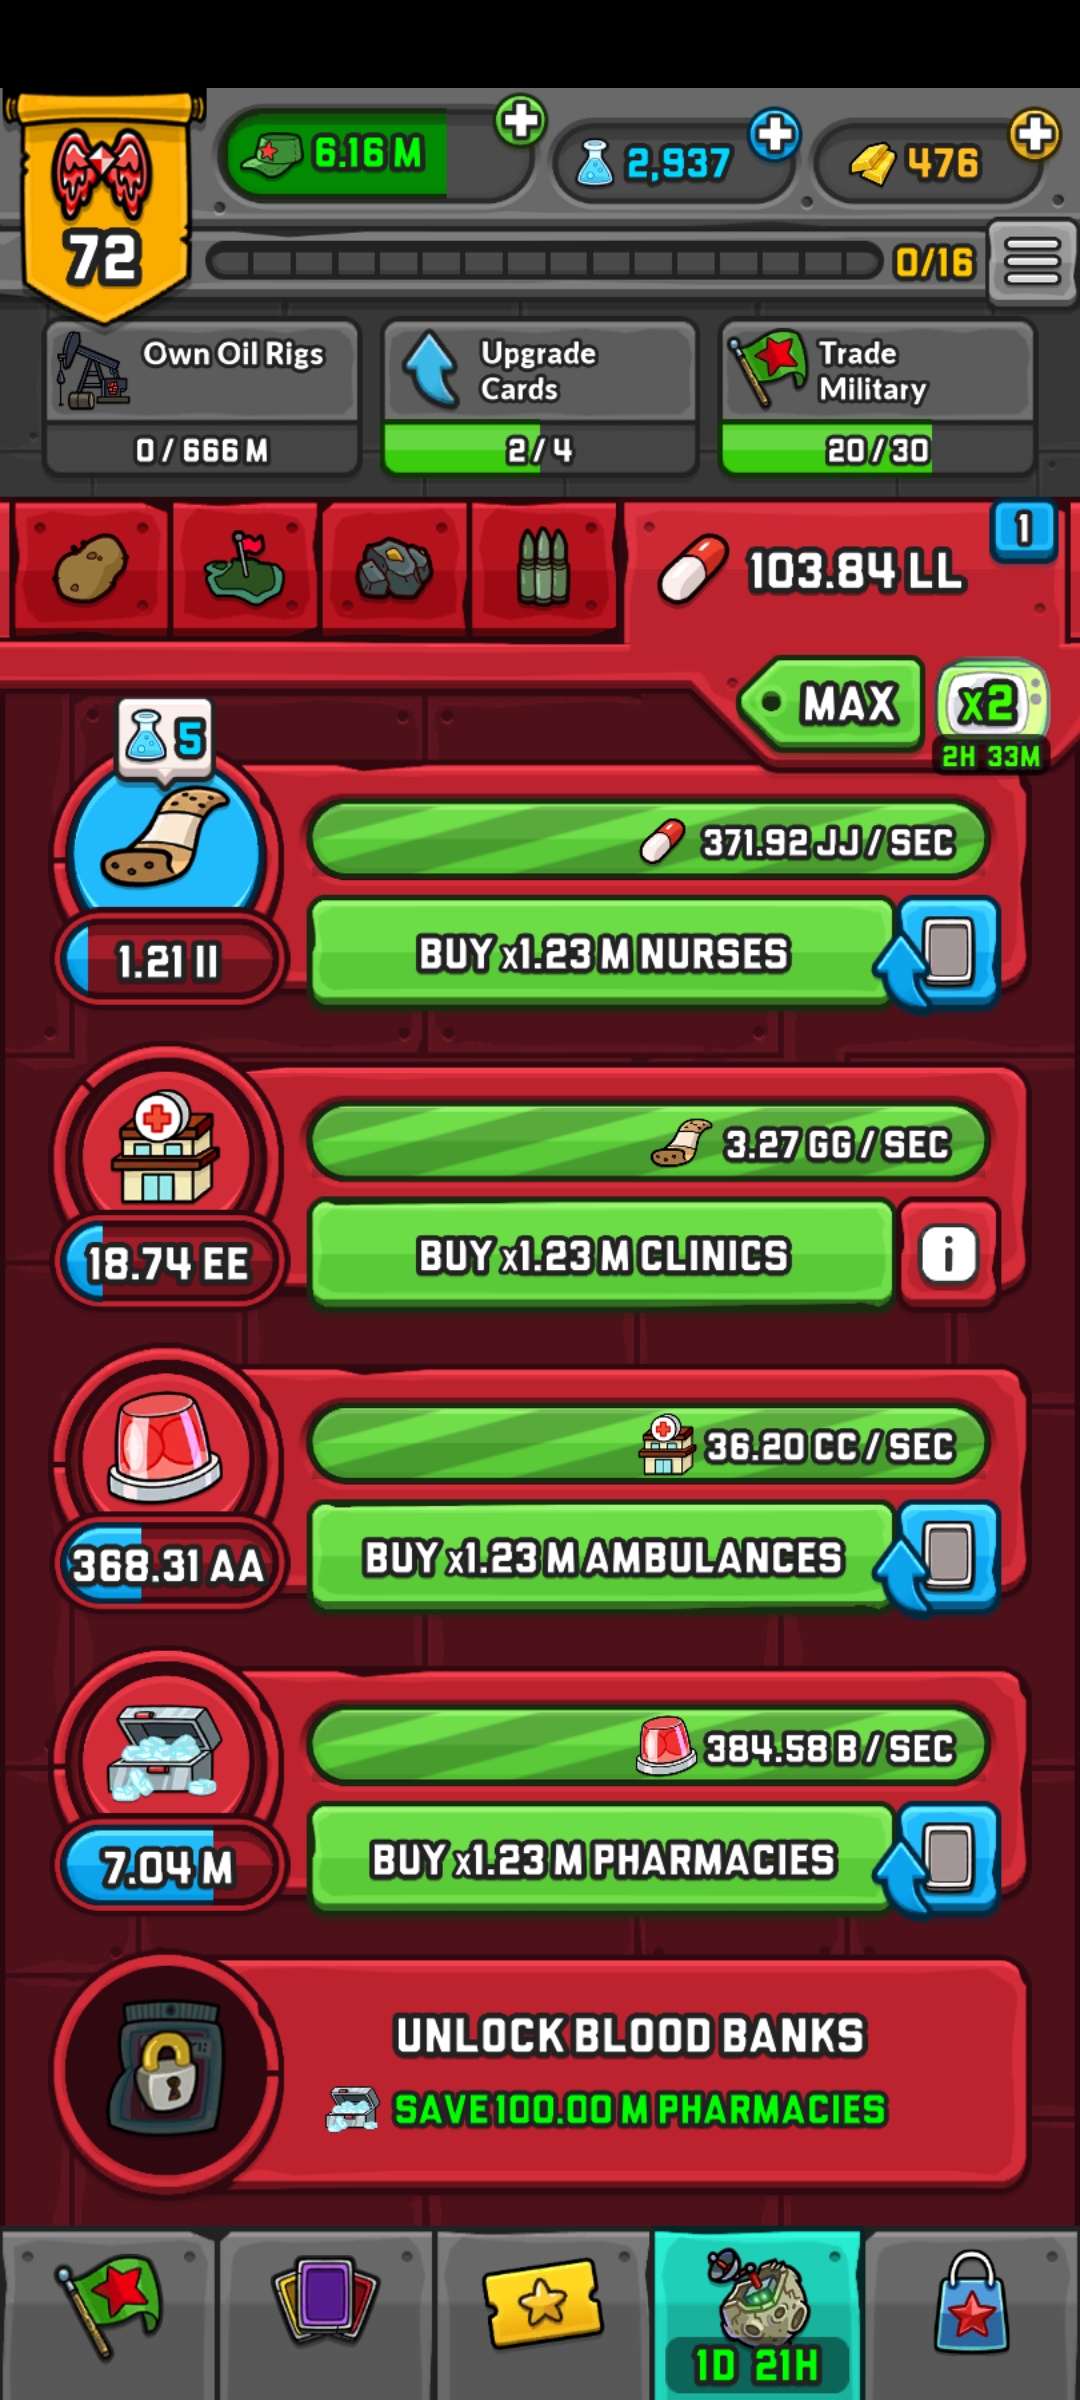 6.16 M
2,937
476
72
0/16
Own Oil Rigs
0 / 666 M
Upgrade
Cards
2 / 4
Trade
Military
20 / 30
103.84 LL
1
MAX
x2
2H 33M
5
371.92 JJ / SEC
1.21 II
BUY x1.23 M NURSES
3.27 GG / SEC
18.74 EE
BUY x1.23 M CLINICS
i
36.20 CC / SEC
368.31 AA
BUY x1.23 M AMBULANCES
384.58 B / SEC
7.04 M
BUY x1.23 M PHARMACIES
UNLOCK BLOOD BANKS
SAVE 100.00 M PHARMACIES
1D 21H